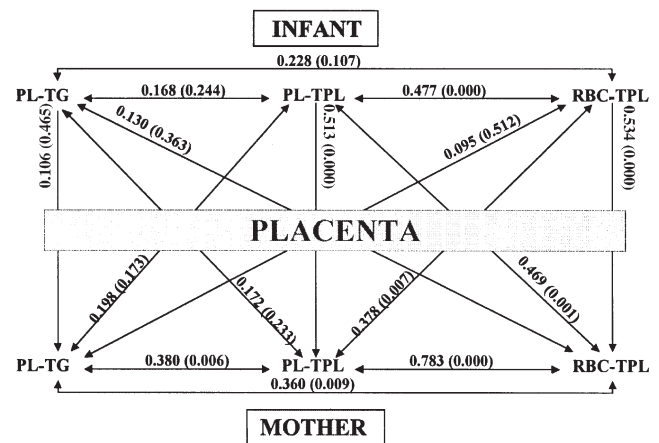 INFANT
0.228 (0.107)
PL-TG 0.168 (0.244) PL-TPL 0.477 (0.000) RBC-TPL
0.106 (0.465)
0.130 (0.363)
0.513 (0.000)
0.095 (0.512)
0.534 (0.000)
PLACENTA
0.198 (0.173)
0.172 (0.233)
0.378 (0.007)
0.469 (0.001)
PL-TG 0.380 (0.006) PL-TPL 0.783 (0.000) RBC-TPL
0.360 (0.009)
MOTHER